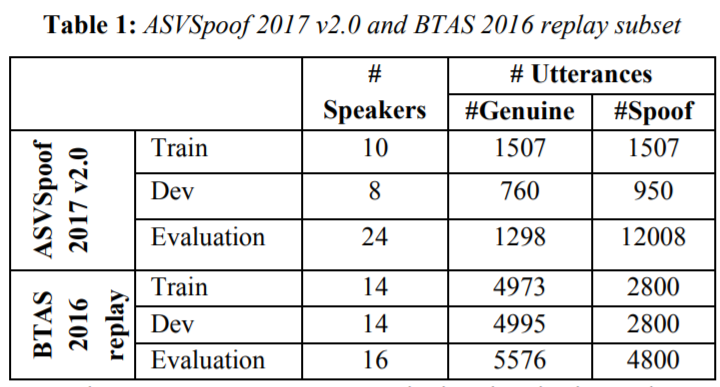 Table 1: ASVSpoof 2017 v2.0 and BTAS 2016 replay subset
# Speakers # Utterances
#Genuine #Spoof
ASVSpoof 2017 v2.0
Train 10 1507 1507
Dev 8 760 950
Evaluation 24 1298 12008
BTAS 2016 replay
Train 14 4973 2800
Dev 14 4995 2800
Evaluation 16 5576 4800